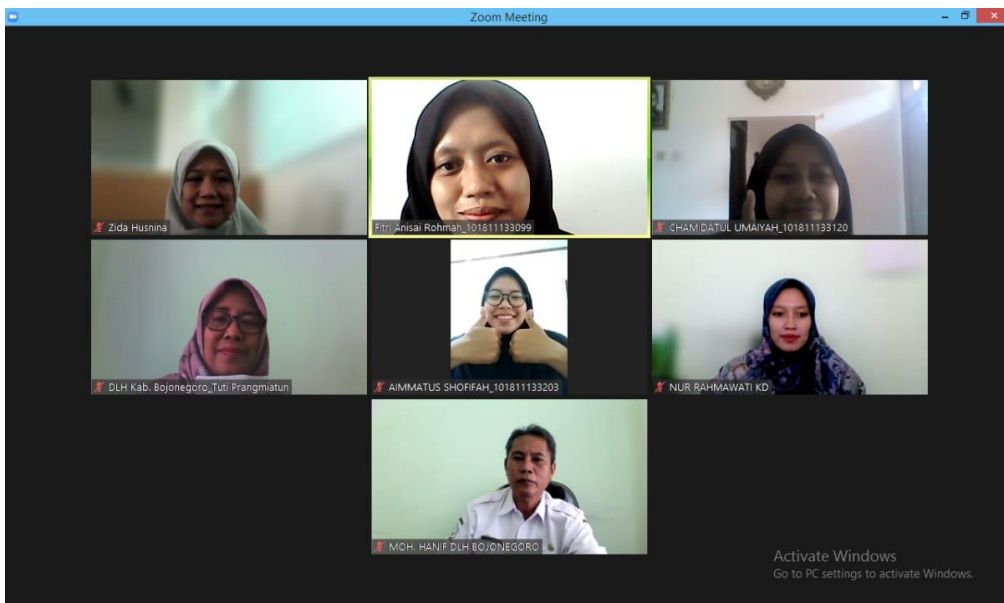 Zoom Meeting
Zida Husnina
Fitri Anisai Rohmah_101811133099
CHAMIDATUL UMAIYAH_101811133120
DLH Kab. Bojonegoro_Tuti Prangmiatun
AIMMATUS SHOFIFAH_101811133203
NUR RAHMAWATI KD
MOH. HANIF DLH BOJONEGORO
Activate Windows
Go to PC settings to activate Windows.